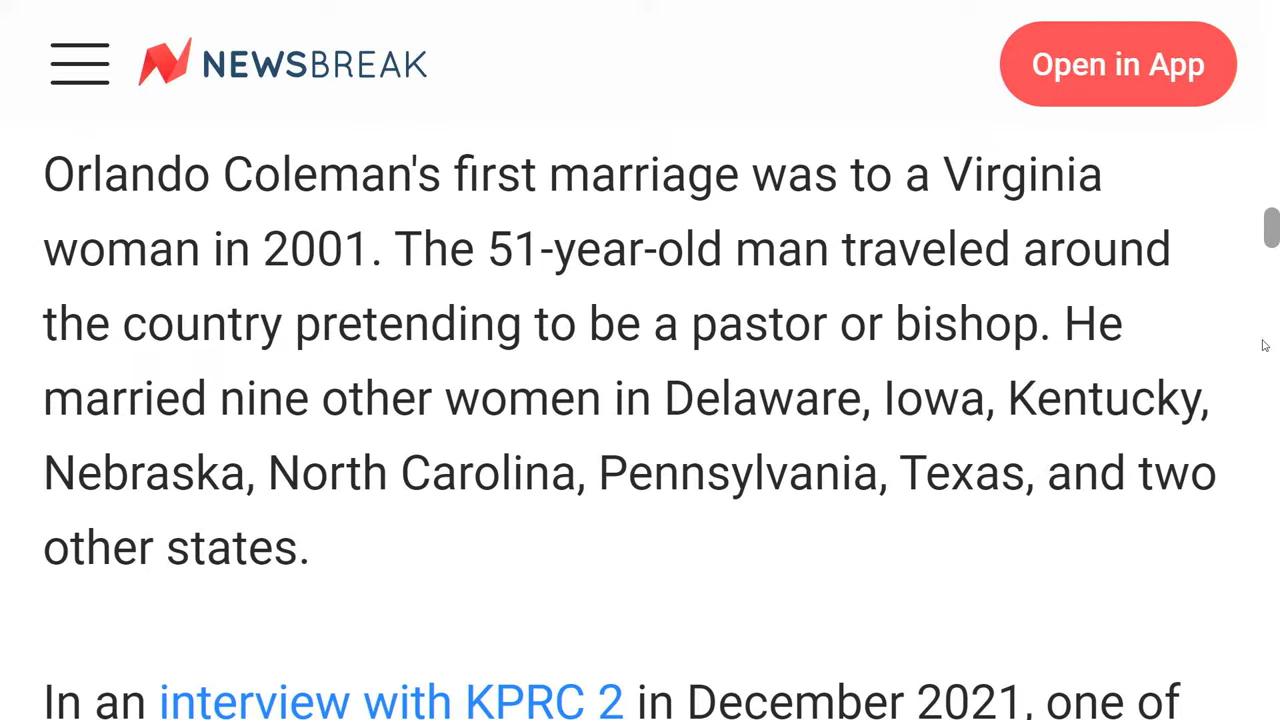 NEWSBREAK
Open in App
Orlando Coleman's first marriage was to a Virginia
woman in 2001. The 51-year-old man traveled around
the country pretending to be a pastor or bishop. He
married nine other women in Delaware, Iowa, Kentucky,
Nebraska, North Carolina, Pennsylvania, Texas, and two
other states.
In an interview with KPRC 2 in December 2021, one of